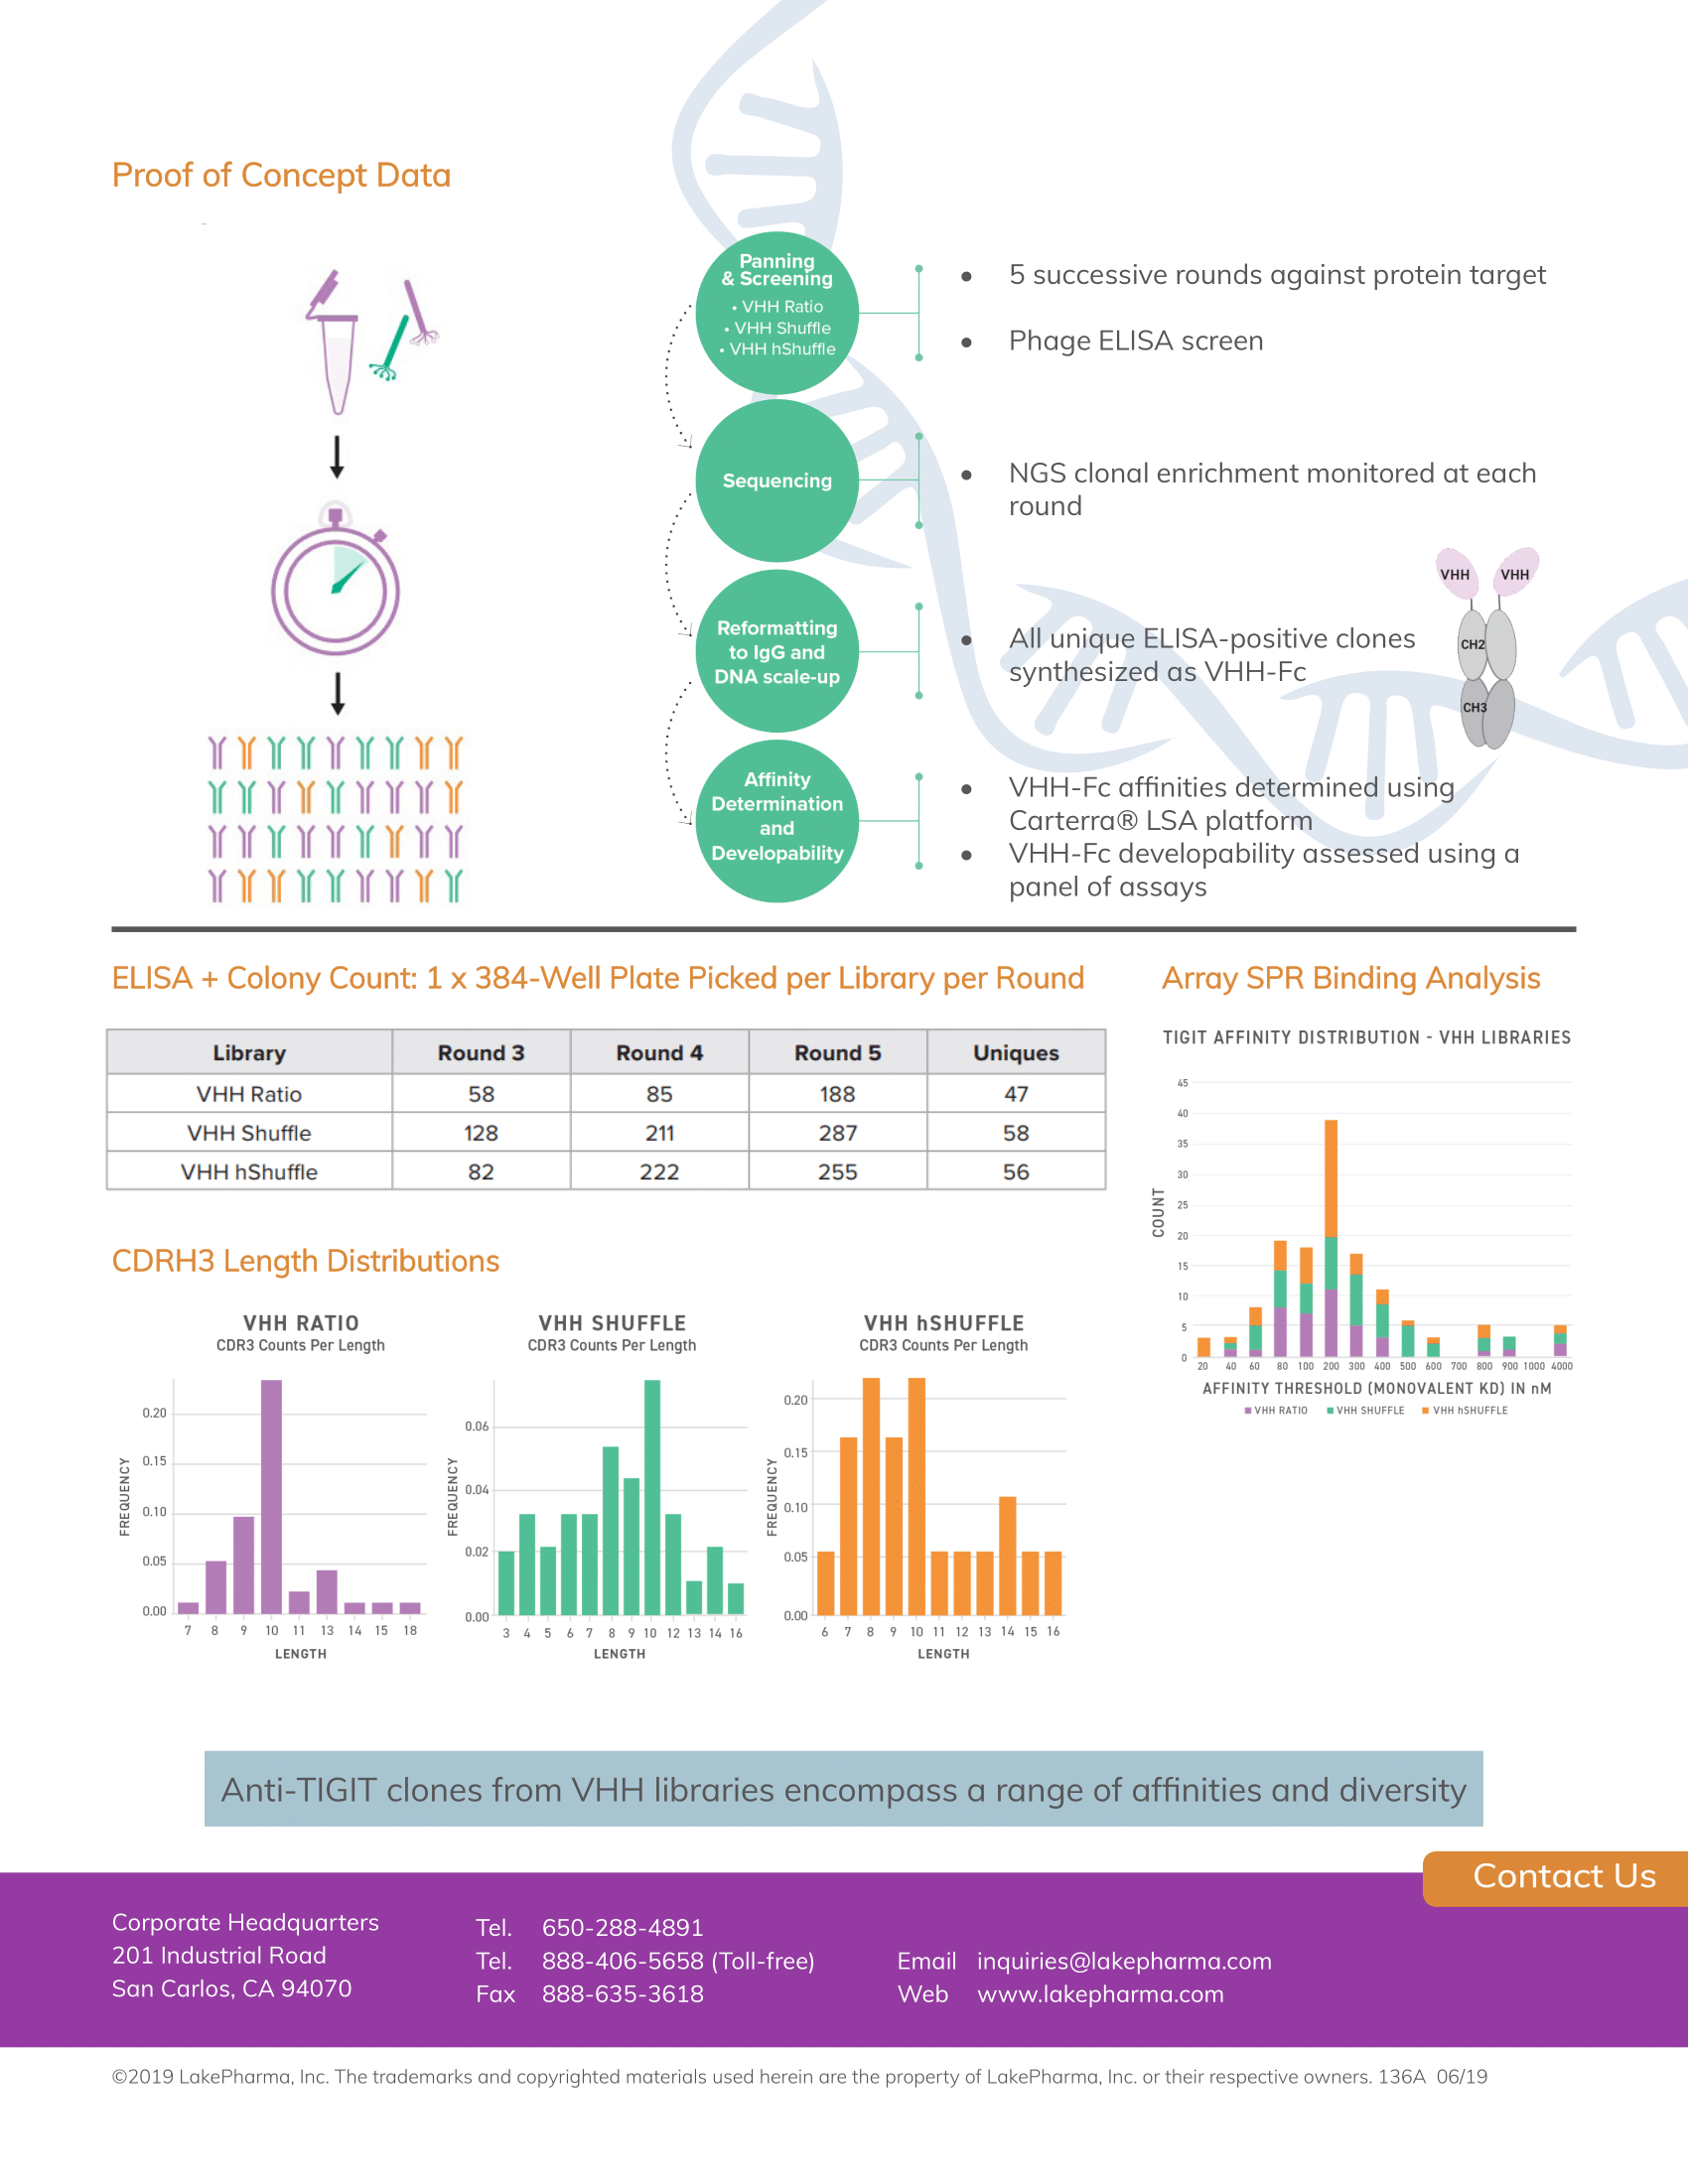 Proof of Concept Data
Panning
& Screening
• VHH Ratio
• VHH Shuffle
• VHH hShuffle
• 5 successive rounds against protein target
• Phage ELISA screen
Sequencing
• NGS clonal enrichment monitored at each
round
Reformatting
to IgG and
DNA scale-up
• All unique ELISA-positive clones
synthesized as VHH-Fc
VHH VHH
CH2
CH3
Affinity
Determination
and
Developability
• VHH-Fc affinities determined using
Carterra® LSA platform
• VHH-Fc developability assessed using a
panel of assays
ELISA + Colony Count: 1 x 384-Well Plate Picked per Library per Round
Library Round 3 Round 4 Round 5 Uniques
VHH Ratio 58 85 188 47
VHH Shuffle 128 211 287 58
VHH hShuffle 82 222 255 56
Array SPR Binding Analysis
TIGIT AFFINITY DISTRIBUTION - VHH LIBRARIES
COUNT
45
40
35
30
25
20
15
10
5
0
20 40 60 80 100 200 300 400 500 600 700 800 900 1000 4000
AFFINITY THRESHOLD (MONOVALENT KD) IN nM
VHH RATIO VHH SHUFFLE VHH hSHUFFLE
CDRH3 Length Distributions
VHH RATIO
CDR3 Counts Per Length
FREQUENCY
0.20
0.15
0.10
0.05
0.00
7 8 9 10 11 13 14 15 18
LENGTH
VHH SHUFFLE
CDR3 Counts Per Length
FREQUENCY
0.06
0.04
0.02
0.00
3 4 5 6 7 8 9 10 12 13 14 16
LENGTH
VHH hSHUFFLE
CDR3 Counts Per Length
FREQUENCY
0.20
0.15
0.10
0.05
0.00
6 7 8 9 10 11 12 13 14 15 16
LENGTH
Anti-TIGIT clones from VHH libraries encompass a range of affinities and diversity
Contact Us
Corporate Headquarters
201 Industrial Road
San Carlos, CA 94070
Tel. 650-288-4891
Tel. 888-406-5658 (Toll-free)
Fax 888-635-3618
Email inquiries@lakepharma.com
Web www.lakepharma.com
©2019 LakePharma, Inc. The trademarks and copyrighted materials used herein are the property of LakePharma, Inc. or their respective owners. 136A 06/19